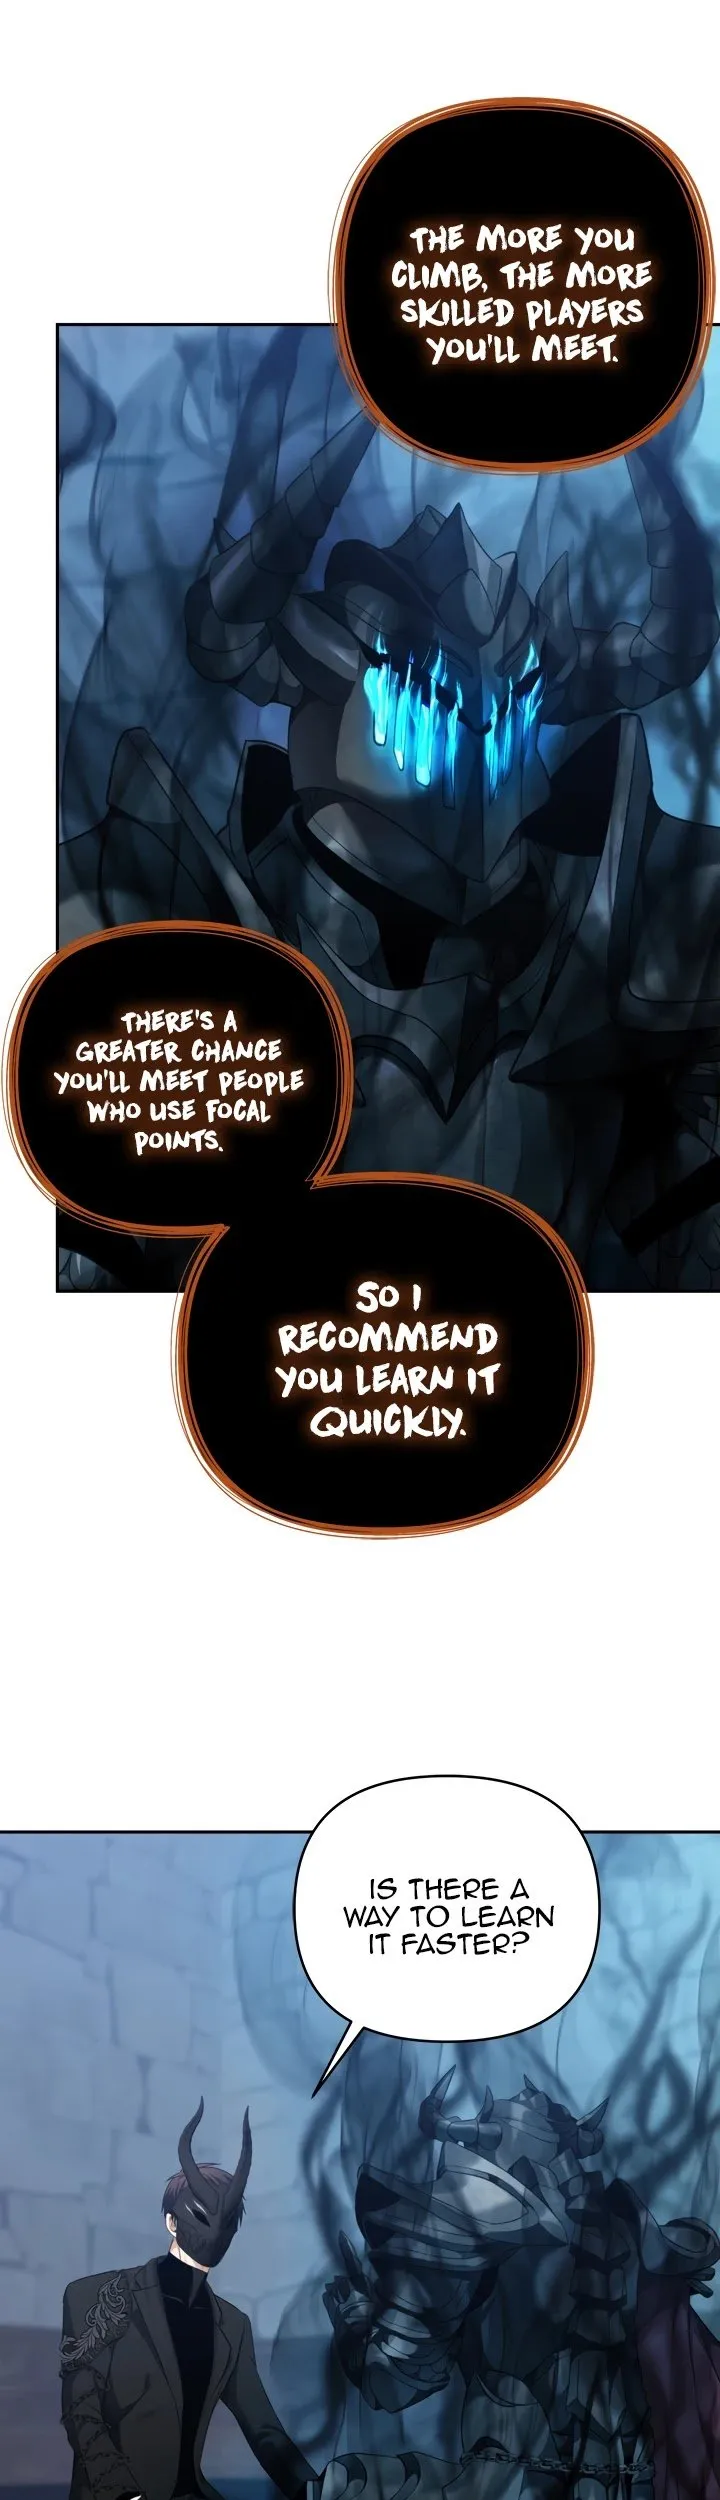 THE MORE YOU
CLIMB, THE MORE
SKILLED PLAYERS
YOU'LL MEET.
THERE'S A
GREATER CHANCE
YOU'LL MEET PEOPLE
WHO USE FOCAL
POINTS.
SO I
RECOMMEND
YOU LEARN IT
QUICKLY.
IS THERE A
WAY TO LEARN
IT FASTER?